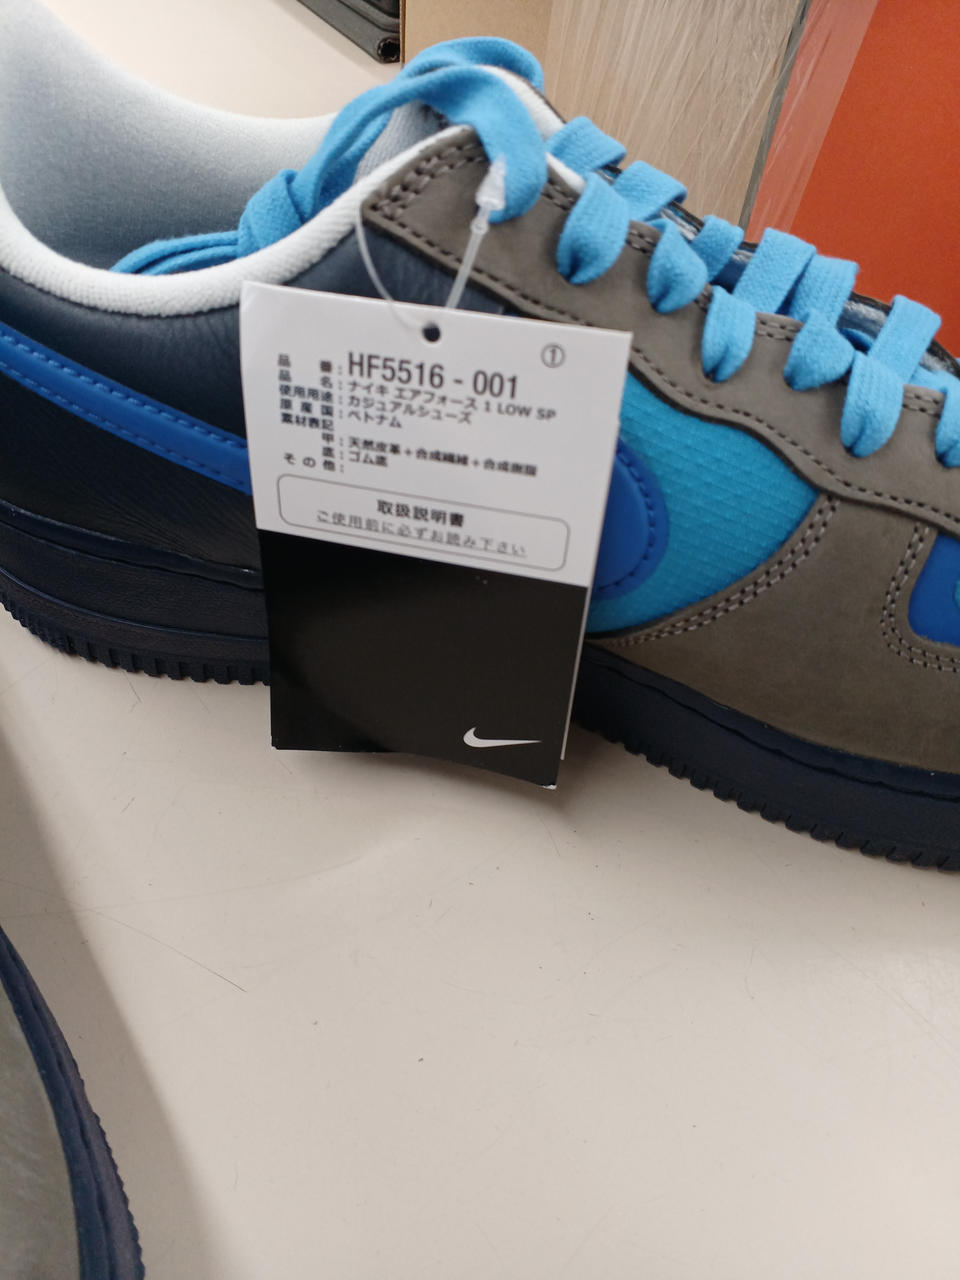 ①
品番：HF5516 - 001
品名：ナイキ エアフォース 1 LOW SP
使用用途：カジュアルシューズ
原産国：ベトナム
素材表記
甲：天然皮革＋合成繊維＋合成樹脂
底：ゴム底
その他：
取扱説明書
ご使用前に必ずお読み下さい